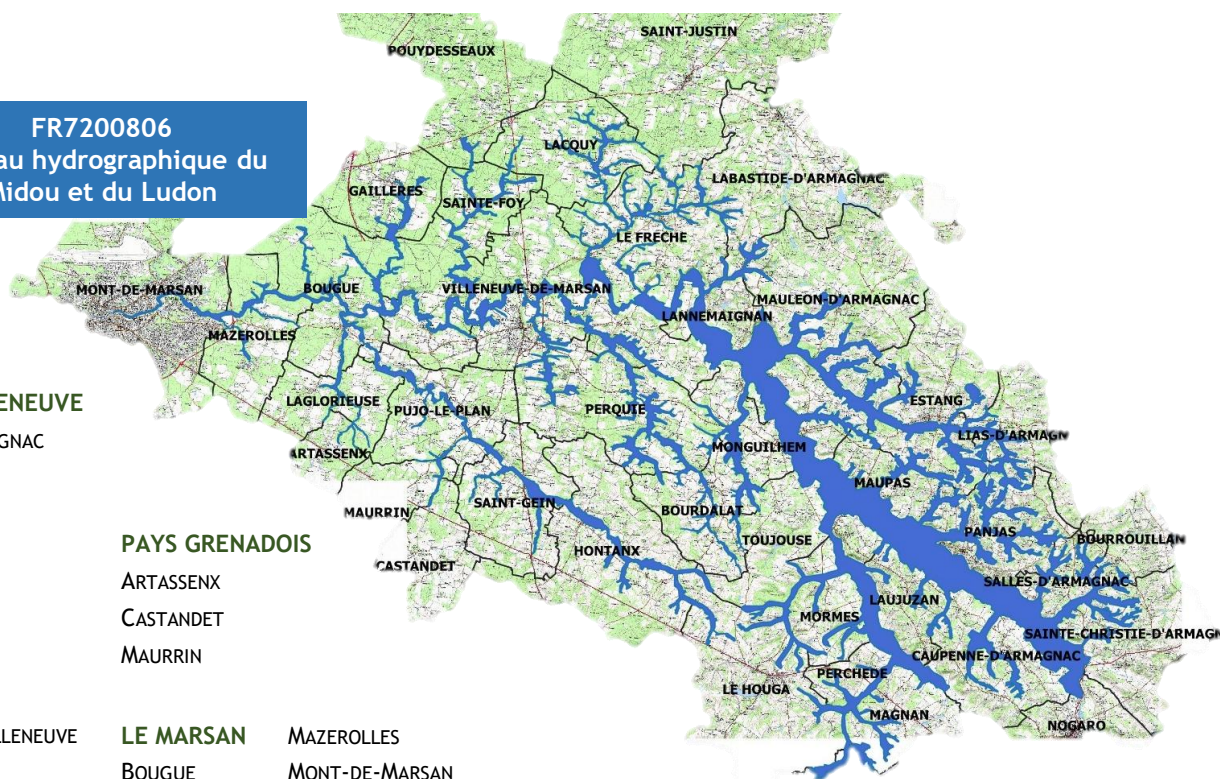 FR7200806
au hydrographique du
Midou et du Ludon
POUYDESSEAUX
SAINT-JUSTIN
LACQUY
LABASTIDE-D'ARMAGNAC
GAILLERES
SAINTE-FOY
LE FRECHE
MONT-DE-MARSAN
BOUGUE
VILLENEUVE-DE-MARSAN
MAULEON-D'ARMAGNAC
LANNEMAIGNAN
MAZEROLLES
LAGLORIEUSE
PUJO-LE-PLAN
PERQUIE
ESTANG
LIAS-D'ARMAGN
ARTASSENX
MONGUILHEM
MAUPAS
MAURRIN
SAINT-GEIN
BOURDALAT
TOUJOUSE
PANJAS
BOURROUILLAN
CASTANDET
HONTANX
SALLES-D'ARMAGNAC
LAUJUZAN
MORMES
SAINTE-CHRISTIE-D'ARMAGN
CAUPENNE-D'ARMAGNAC
PERCHEDE
LE HOUGA
MAGNAN
NOGARO
ENEUVE
GNAC
PAYS GRENADOIS
ARTASSENX
CASTANDET
MAURRIN
LLENEUVE
LE MARSAN
BOUGUE
MAZEROLLES
MONT-DE-MARSAN